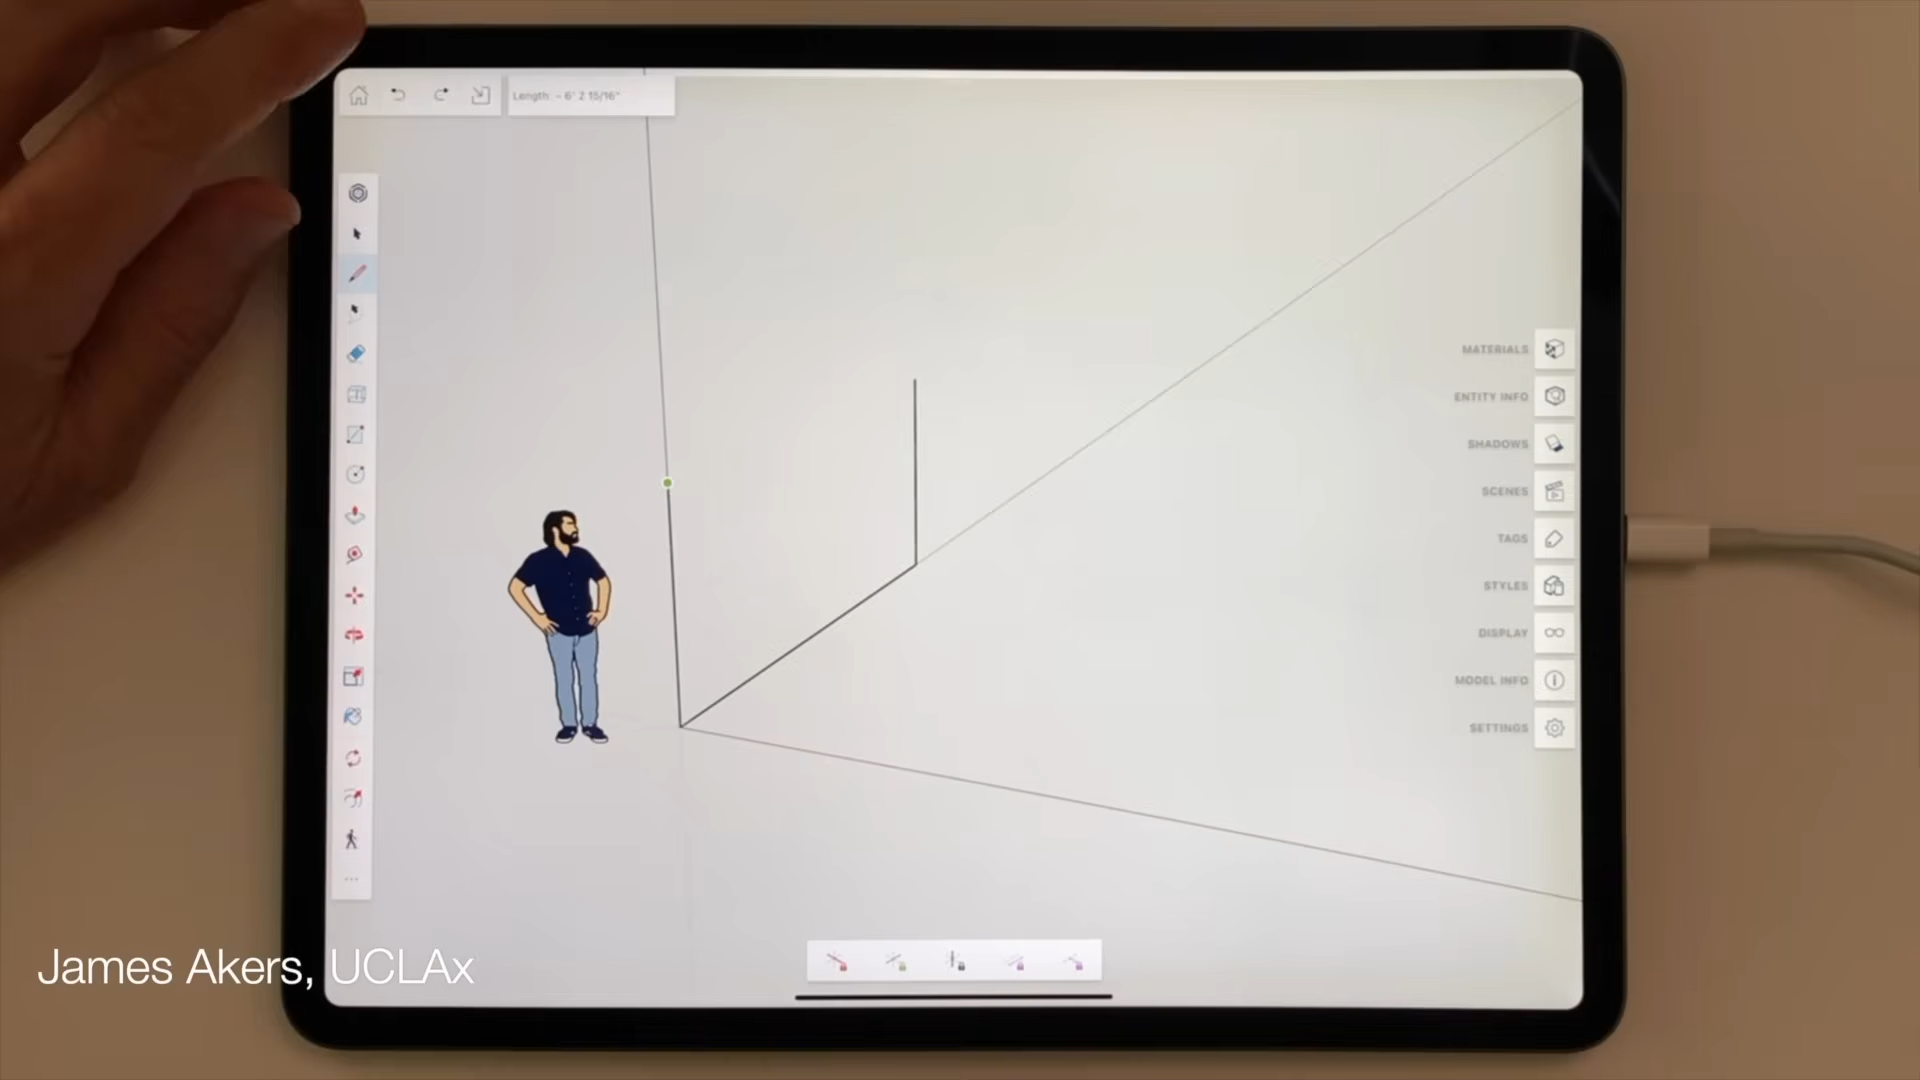 Length: ~ 6' 2 15/16"
MATERIALS
ENTITY INFO
SHADOWS
SCENES
TAGS
STYLES
DISPLAY
MODEL INFO
SETTINGS
James Akers, UCLAx